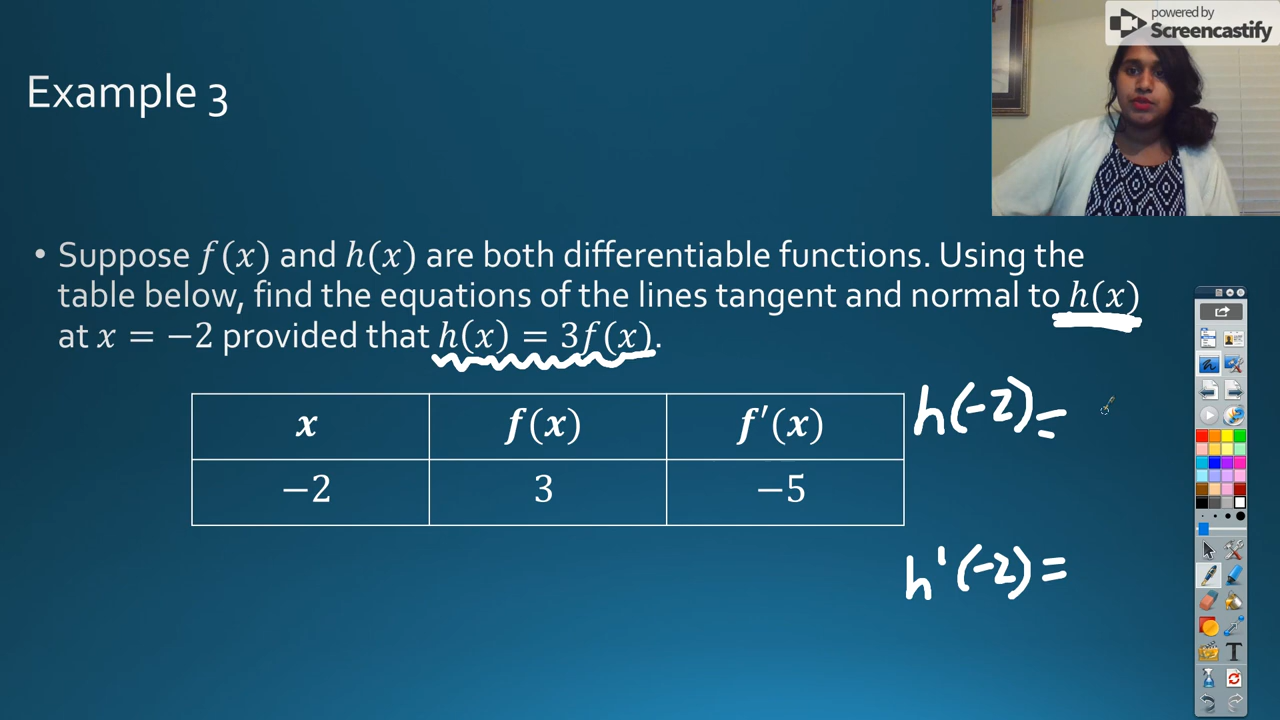 powered by
Screencastify
Example 3
• Suppose f(x) and h(x) are both differentiable functions. Using the
table below, find the equations of the lines tangent and normal to h(x)
at x = −2 provided that h(x) = 3f(x).
x f(x) f′(x)
−2 3 −5
h(-2)=
h'(-2)=
T